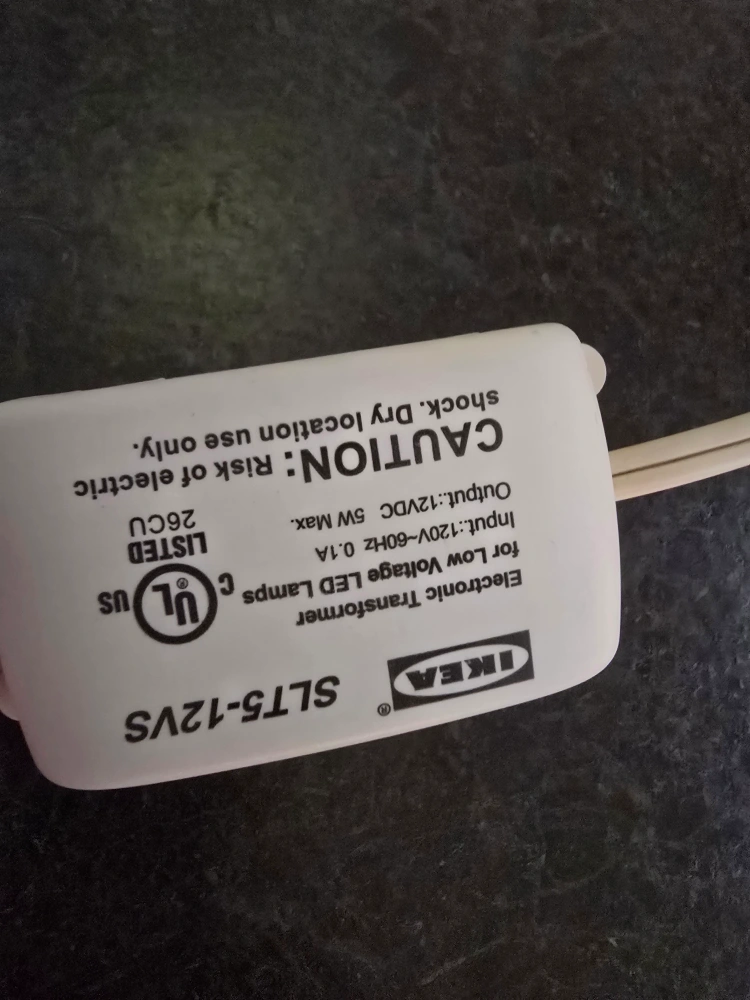 IKEA® SLT5-12VS
Electronic Transformer
for Low Voltage LED Lamps
Input.:120V~60Hz 0.1A
Output.:12VDC 5W Max.
C UL® US
LISTED
26CU
CAUTION: Risk of electric
shock. Dry location use only.